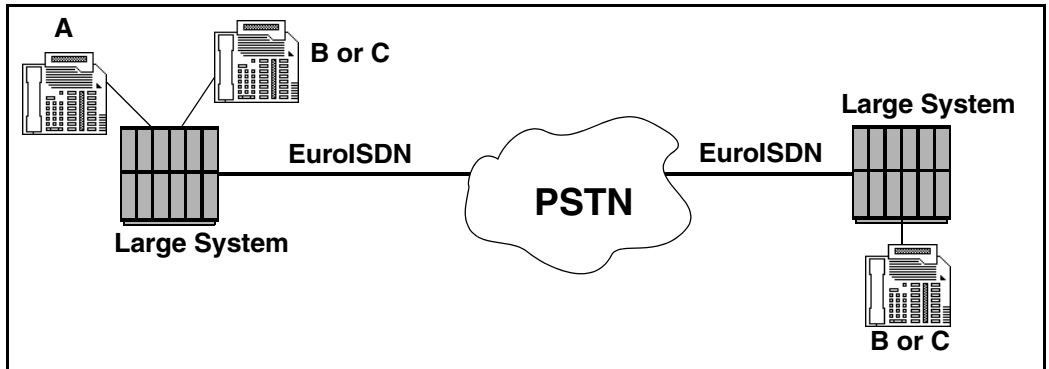 A
B or C
Large System
EuroISDN
EuroISDN
PSTN
Large System
B or C